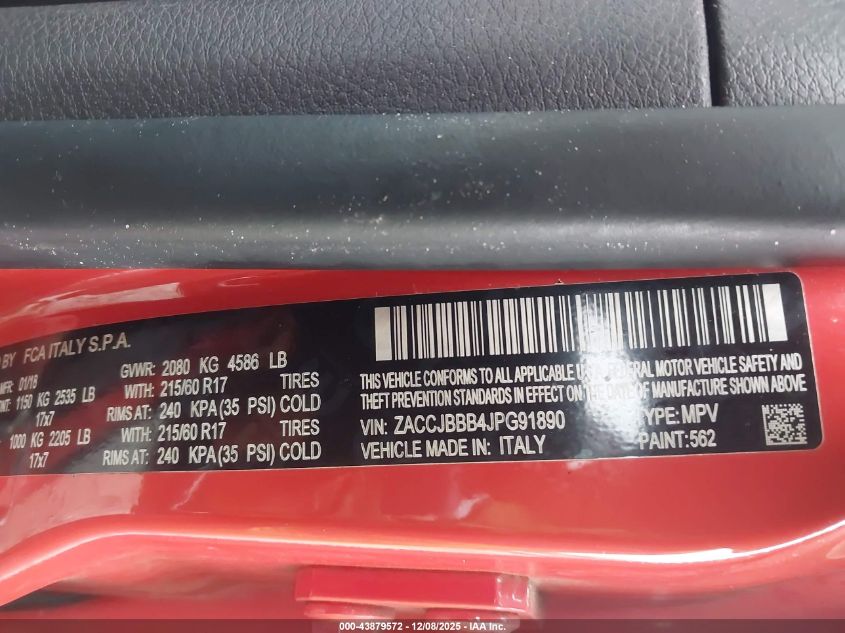 BY FCA ITALY S.P.A.
MFR: 01/18 GVWR: 2080 KG 4586 LB
1150 KG 2535 LB WITH: 215/60 R17 TIRES
17x7 RIMS AT: 240 KPA(35 PSI) COLD
1000 KG 2205 LB WITH: 215/60 R17 TIRES
17x7 RIMS AT: 240 KPA(35 PSI) COLD
THIS VEHICLE CONFORMS TO ALL APPLICABLE U.S. FEDERAL MOTOR VEHICLE SAFETY AND
THEFT PREVENTION STANDARDS IN EFFECT ON THE DATE OF MANUFACTURE SHOWN ABOVE
VIN: ZACCJBBB4JPG91890 TYPE: MPV
VEHICLE MADE IN: ITALY PAINT: 562
000-43879572 - 12/08/2025 - IAA Inc.